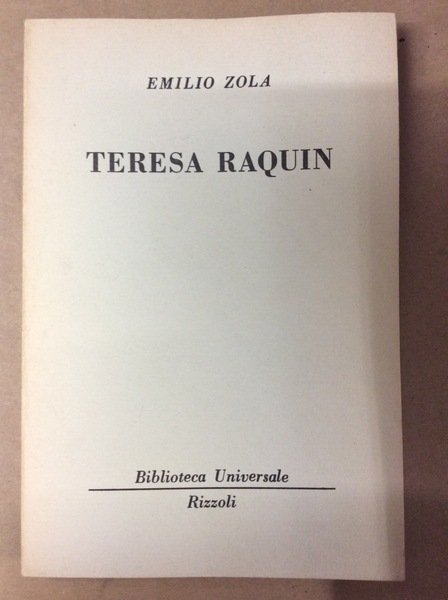 EMILIO ZOLA
TERESA RAQUIN
Biblioteca Universale
Rizzoli